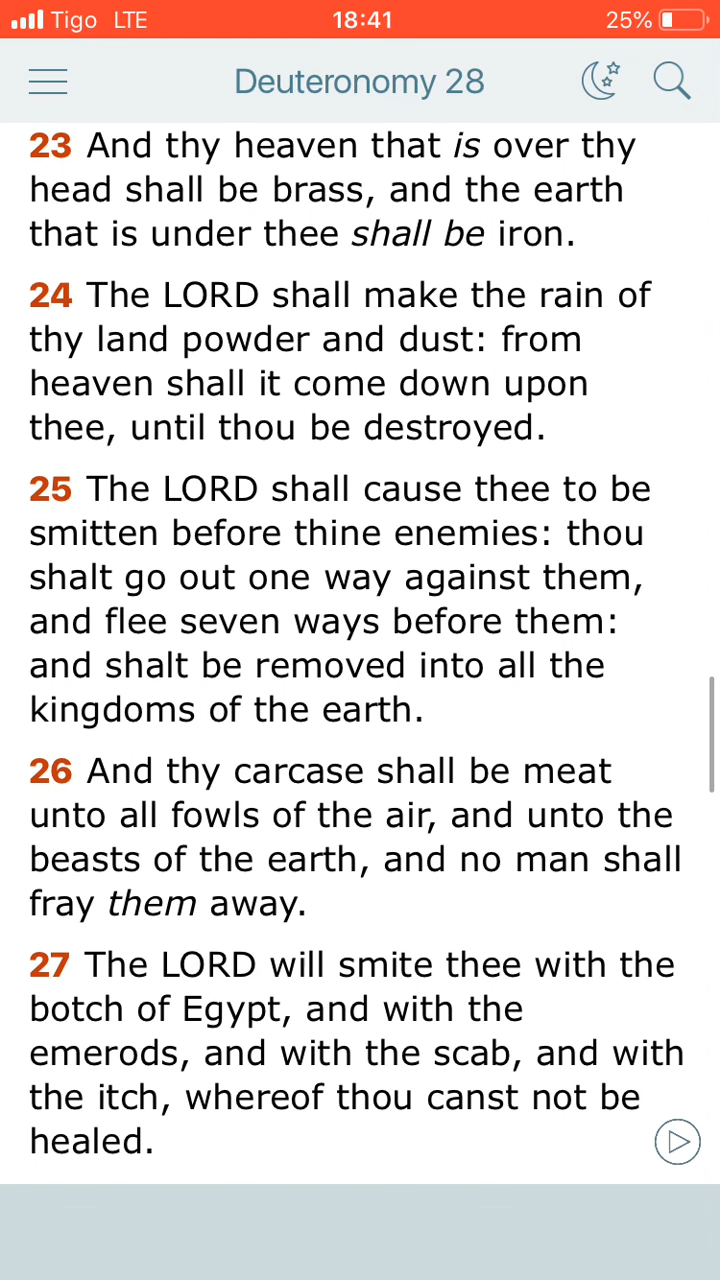 Tigo LTE 18:41 25%
Deuteronomy 28
23 And thy heaven that is over thy
head shall be brass, and the earth
that is under thee shall be iron.
24 The LORD shall make the rain of
thy land powder and dust: from
heaven shall it come down upon
thee, until thou be destroyed.
25 The LORD shall cause thee to be
smitten before thine enemies: thou
shalt go out one way against them,
and flee seven ways before them:
and shalt be removed into all the
kingdoms of the earth.
26 And thy carcase shall be meat
unto all fowls of the air, and unto the
beasts of the earth, and no man shall
fray them away.
27 The LORD will smite thee with the
botch of Egypt, and with the
emerods, and with the scab, and with
the itch, whereof thou canst not be
healed.